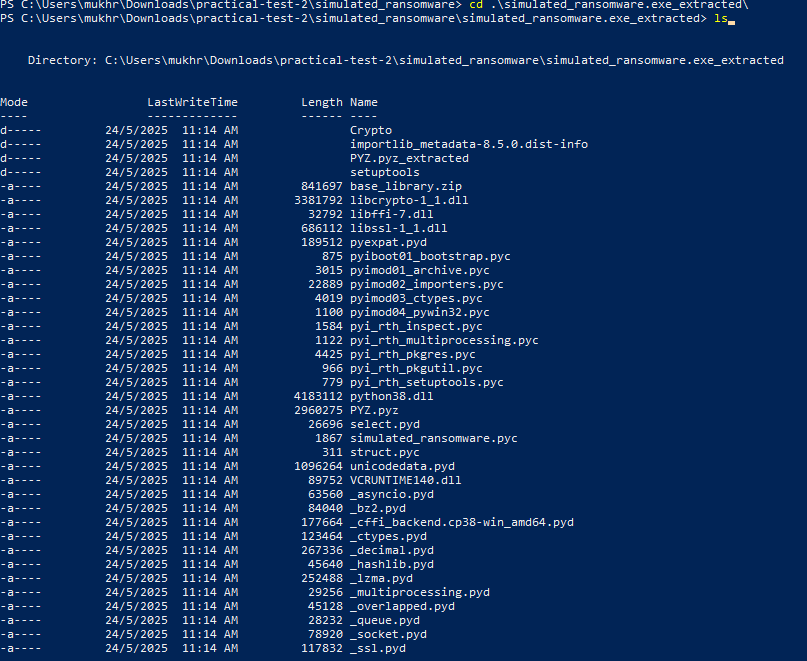 PS C:\Users\mukhr\Downloads\practical-test-2\simulated_ransomware> cd .\simulated_ransomware.exe_extracted\
PS C:\Users\mukhr\Downloads\practical-test-2\simulated_ransomware\simulated_ransomware.exe_extracted> ls
    Directory: C:\Users\mukhr\Downloads\practical-test-2\simulated_ransomware\simulated_ransomware.exe_extracted
Mode                 LastWriteTime         Length Name
----                 -------------         ------ ----
d-----         24/5/2025  11:14 AM                Crypto
d-----         24/5/2025  11:14 AM                importlib_metadata-8.5.0.dist-info
d-----         24/5/2025  11:14 AM                PYZ.pyz_extracted
d-----         24/5/2025  11:14 AM                setuptools
-a----         24/5/2025  11:14 AM         841697 base_library.zip
-a----         24/5/2025  11:14 AM        3381792 libcrypto-1_1.dll
-a----         24/5/2025  11:14 AM          32792 libffi-7.dll
-a----         24/5/2025  11:14 AM         686112 libssl-1_1.dll
-a----         24/5/2025  11:14 AM         189512 pyexpat.pyd
-a----         24/5/2025  11:14 AM            875 pyiboot01_bootstrap.pyc
-a----         24/5/2025  11:14 AM           3015 pyimod01_archive.pyc
-a----         24/5/2025  11:14 AM          22889 pyimod02_importers.pyc
-a----         24/5/2025  11:14 AM           4019 pyimod03_ctypes.pyc
-a----         24/5/2025  11:14 AM           1100 pyimod04_pywin32.pyc
-a----         24/5/2025  11:14 AM           1584 pyi_rth_inspect.pyc
-a----         24/5/2025  11:14 AM           1122 pyi_rth_multiprocessing.pyc
-a----         24/5/2025  11:14 AM           4425 pyi_rth_pkgres.pyc
-a----         24/5/2025  11:14 AM            966 pyi_rth_pkgutil.pyc
-a----         24/5/2025  11:14 AM            779 pyi_rth_setuptools.pyc
-a----         24/5/2025  11:14 AM        4183112 python38.dll
-a----         24/5/2025  11:14 AM        2960275 PYZ.pyz
-a----         24/5/2025  11:14 AM          26696 select.pyd
-a----         24/5/2025  11:14 AM           1867 simulated_ransomware.pyc
-a----         24/5/2025  11:14 AM            311 struct.pyc
-a----         24/5/2025  11:14 AM        1096264 unicodedata.pyd
-a----         24/5/2025  11:14 AM          89752 VCRUNTIME140.dll
-a----         24/5/2025  11:14 AM          63560 _asyncio.pyd
-a----         24/5/2025  11:14 AM          84040 _bz2.pyd
-a----         24/5/2025  11:14 AM         177664 _cffi_backend.cp38-win_amd64.pyd
-a----         24/5/2025  11:14 AM         123464 _ctypes.pyd
-a----         24/5/2025  11:14 AM         267336 _decimal.pyd
-a----         24/5/2025  11:14 AM          45640 _hashlib.pyd
-a----         24/5/2025  11:14 AM         252488 _lzma.pyd
-a----         24/5/2025  11:14 AM          29256 _multiprocessing.pyd
-a----         24/5/2025  11:14 AM          45128 _overlapped.pyd
-a----         24/5/2025  11:14 AM          28232 _queue.pyd
-a----         24/5/2025  11:14 AM          78920 _socket.pyd
-a----         24/5/2025  11:14 AM         117832 _ssl.pyd